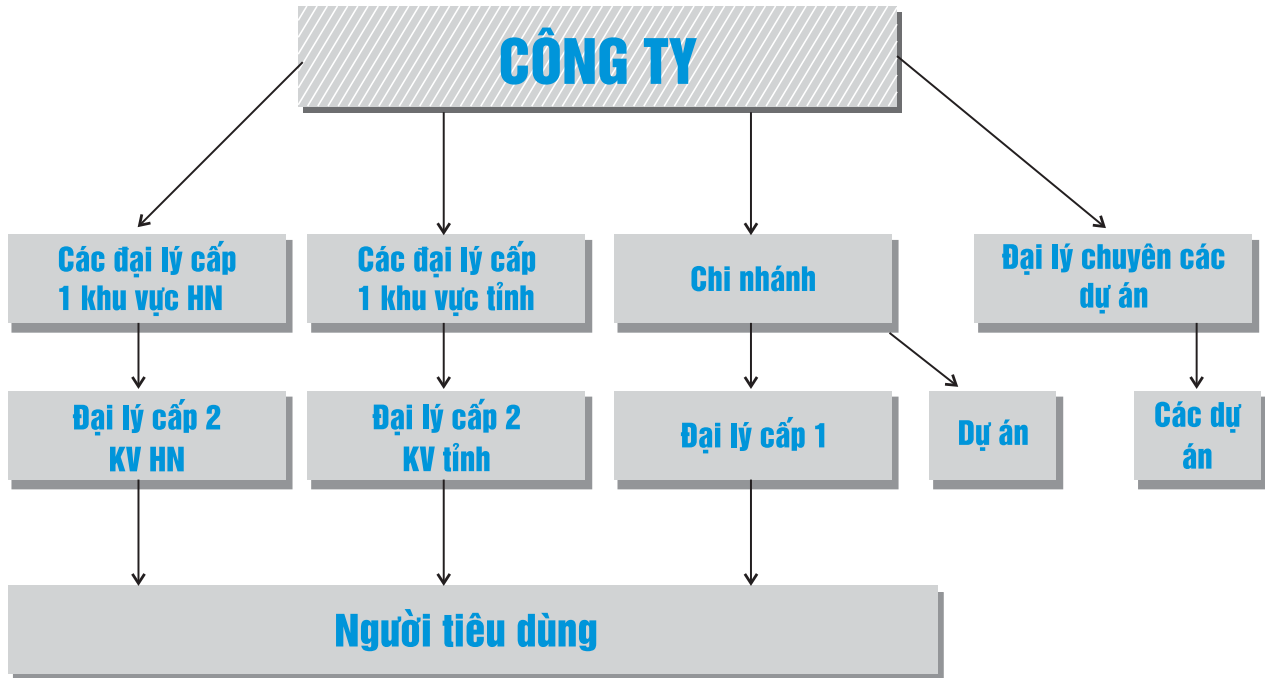 CÔNG TY
Các đại lý cấp
1 khu vực HN
Các đại lý cấp
1 khu vực tỉnh
Chi nhánh
Đại lý chuyên các
dự án
Đại lý cấp 2
KV HN
Đại lý cấp 2
KV tỉnh
Đại lý cấp 1
Dự án
Các dự
án
Người tiêu dùng